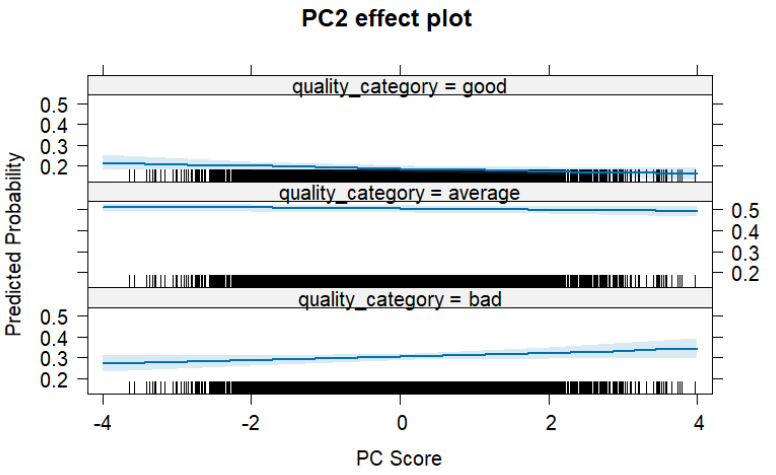 PC2 effect plot
quality_category = good
0.5
0.4
0.3
0.2
quality_category = average
0.5
0.4
0.3
0.2
quality_category = bad
0.5
0.4
0.3
0.2
Predicted Probability
-4 -2 0 2 4
PC Score